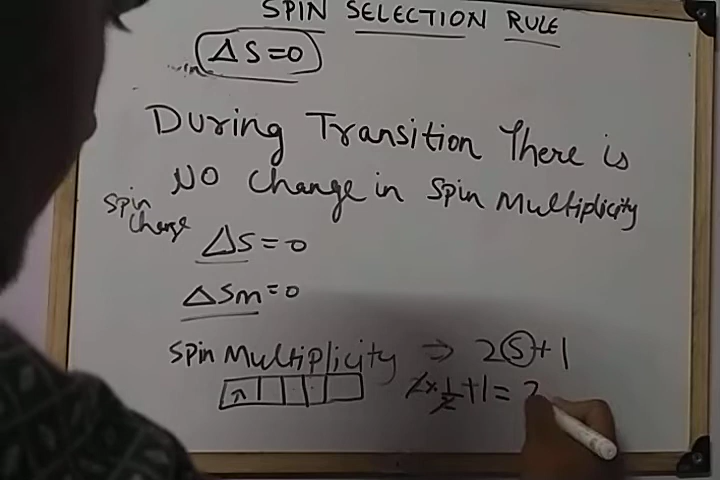 SPIN SELECTION RULE
ΔS=0
During Transition There is
NO Change in Spin Multiplicity
Spin Change
ΔS=0
ΔSm=0
Spin Multiplicity ⇒ 2S+1
↑ 2×1/2+1=2